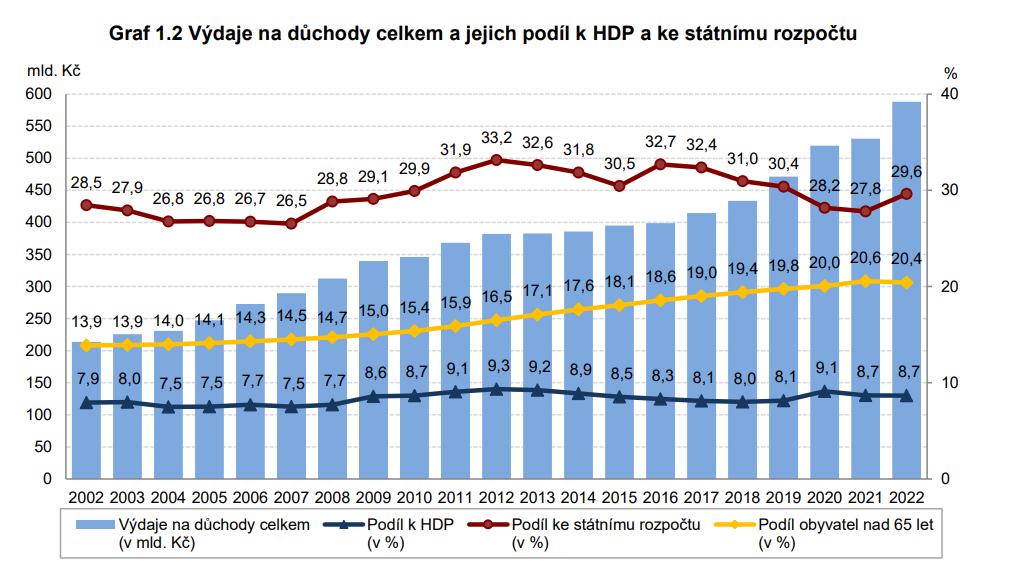 Graf 1.2 Výdaje na důchody celkem a jejich podíl k HDP a ke státnímu rozpočtu
mld. Kč
%
600
550
500
450
400
350
300
250
200
150
100
50
0
40
30
20
10
0
28,5 27,9 26,8 26,8 26,7 26,5 28,8 29,1 29,9 31,9 33,2 32,6 31,8 30,5 32,7 32,4 31,0 30,4 28,2 27,8 29,6
13,9 13,9 14,0 14,1 14,3 14,5 14,7 15,0 15,4 15,9 16,5 17,1 17,6 18,1 18,6 19,0 19,4 19,8 20,0 20,6 20,4
7,9 8,0 7,5 7,5 7,7 7,5 7,7 8,6 8,7 9,1 9,3 9,2 8,9 8,5 8,3 8,1 8,0 8,1 9,1 8,7 8,7
2002 2003 2004 2005 2006 2007 2008 2009 2010 2011 2012 2013 2014 2015 2016 2017 2018 2019 2020 2021 2022
Výdaje na důchody celkem
(v mld. Kč)
Podíl k HDP
(v %)
Podíl ke státnímu rozpočtu
(v %)
Podíl obyvatel nad 65 let
(v %)